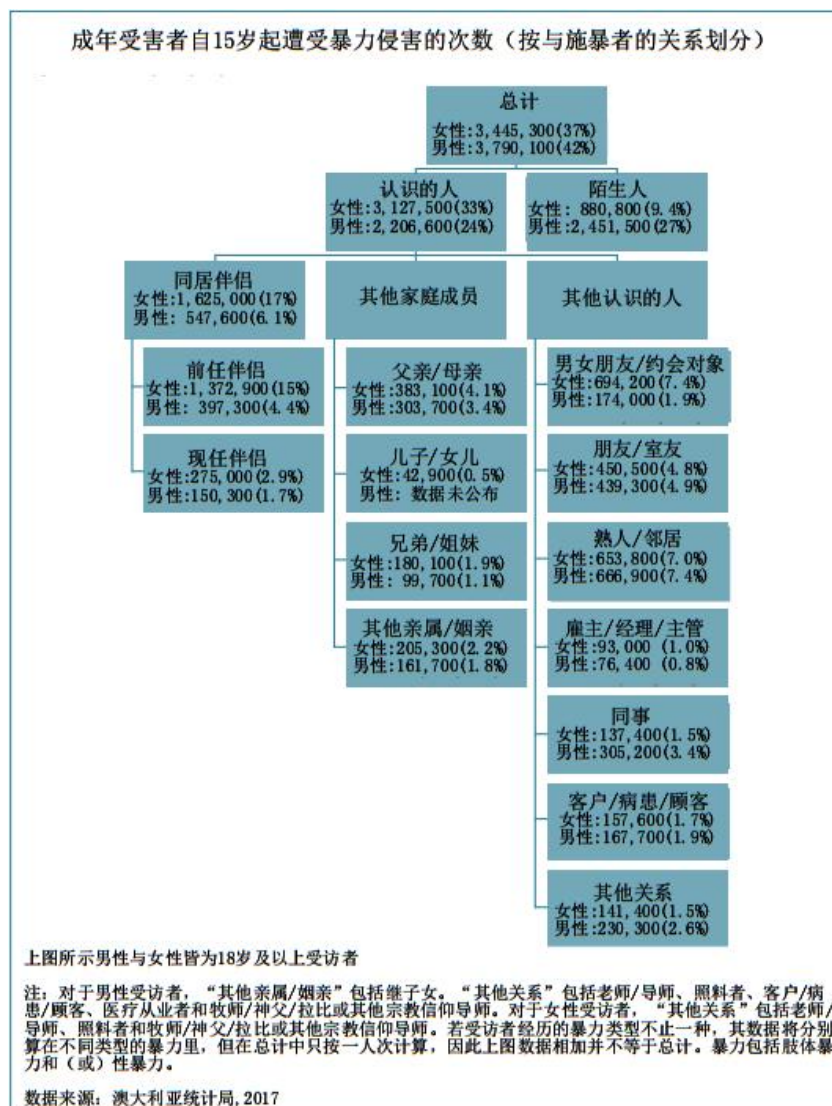 成年受害者自15岁起遭受暴力侵害的次数（按与施暴者的关系划分）
总计
女性:3,445,300(37%)
男性:3,790,100(42%)
认识的人
女性:3,127,500(33%)
男性:2,206,600(24%)
陌生人
女性: 880,800(9.4%)
男性:2,451,500(27%)
同居伴侣
女性:1,625,000(17%)
男性: 547,600(6.1%)
其他家庭成员
其他认识的人
前任伴侣
女性:1,372,900(15%)
男性: 397,300(4.4%)
现任伴侣
女性:275,000(2.9%)
男性:150,300(1.7%)
父亲/母亲
女性:383,100(4.1%)
男性:303,700(3.4%)
儿子/女儿
女性:42,900(0.5%)
男性: 数据未公布
兄弟/姐妹
女性:180,100(1.9%)
男性: 99,700(1.1%)
其他亲属/姻亲
女性:205,300(2.2%)
男性:161,700(1.8%)
男女朋友/约会对象
女性:694,200(7.4%)
男性:174,000(1.9%)
朋友/室友
女性:450,500(4.8%)
男性:439,300(4.9%)
熟人/邻居
女性:653,800(7.0%)
男性:666,900(7.4%)
雇主/经理/主管
女性:93,000 (1.0%)
男性:76,400 (0.8%)
同事
女性:137,400(1.5%)
男性:305,200(3.4%)
客户/病患/顾客
女性:157,600(1.7%)
男性:167,700(1.9%)
其他关系
女性:141,400(1.5%)
男性:230,300(2.6%)
上图所示男性与女性皆为18岁及以上受访者
注：对于男性受访者，“其他亲属/姻亲”包括继子女。“其他关系”包括老师/导师、照料者、客户/病
患/顾客、医疗从业者和牧师/神父/拉比或其他宗教信仰导师。对于女性受访者，“其他关系”包括老师/
导师、照料者和牧师/神父/拉比或其他宗教信仰导师。若受访者经历的暴力类型不止一种，其数据将分别
算在不同类型的暴力里，但在总计中只按一人次计算，因此上图数据相加并不等于总计。暴力包括肢体暴
力和（或）性暴力。
数据来源：澳大利亚统计局,2017